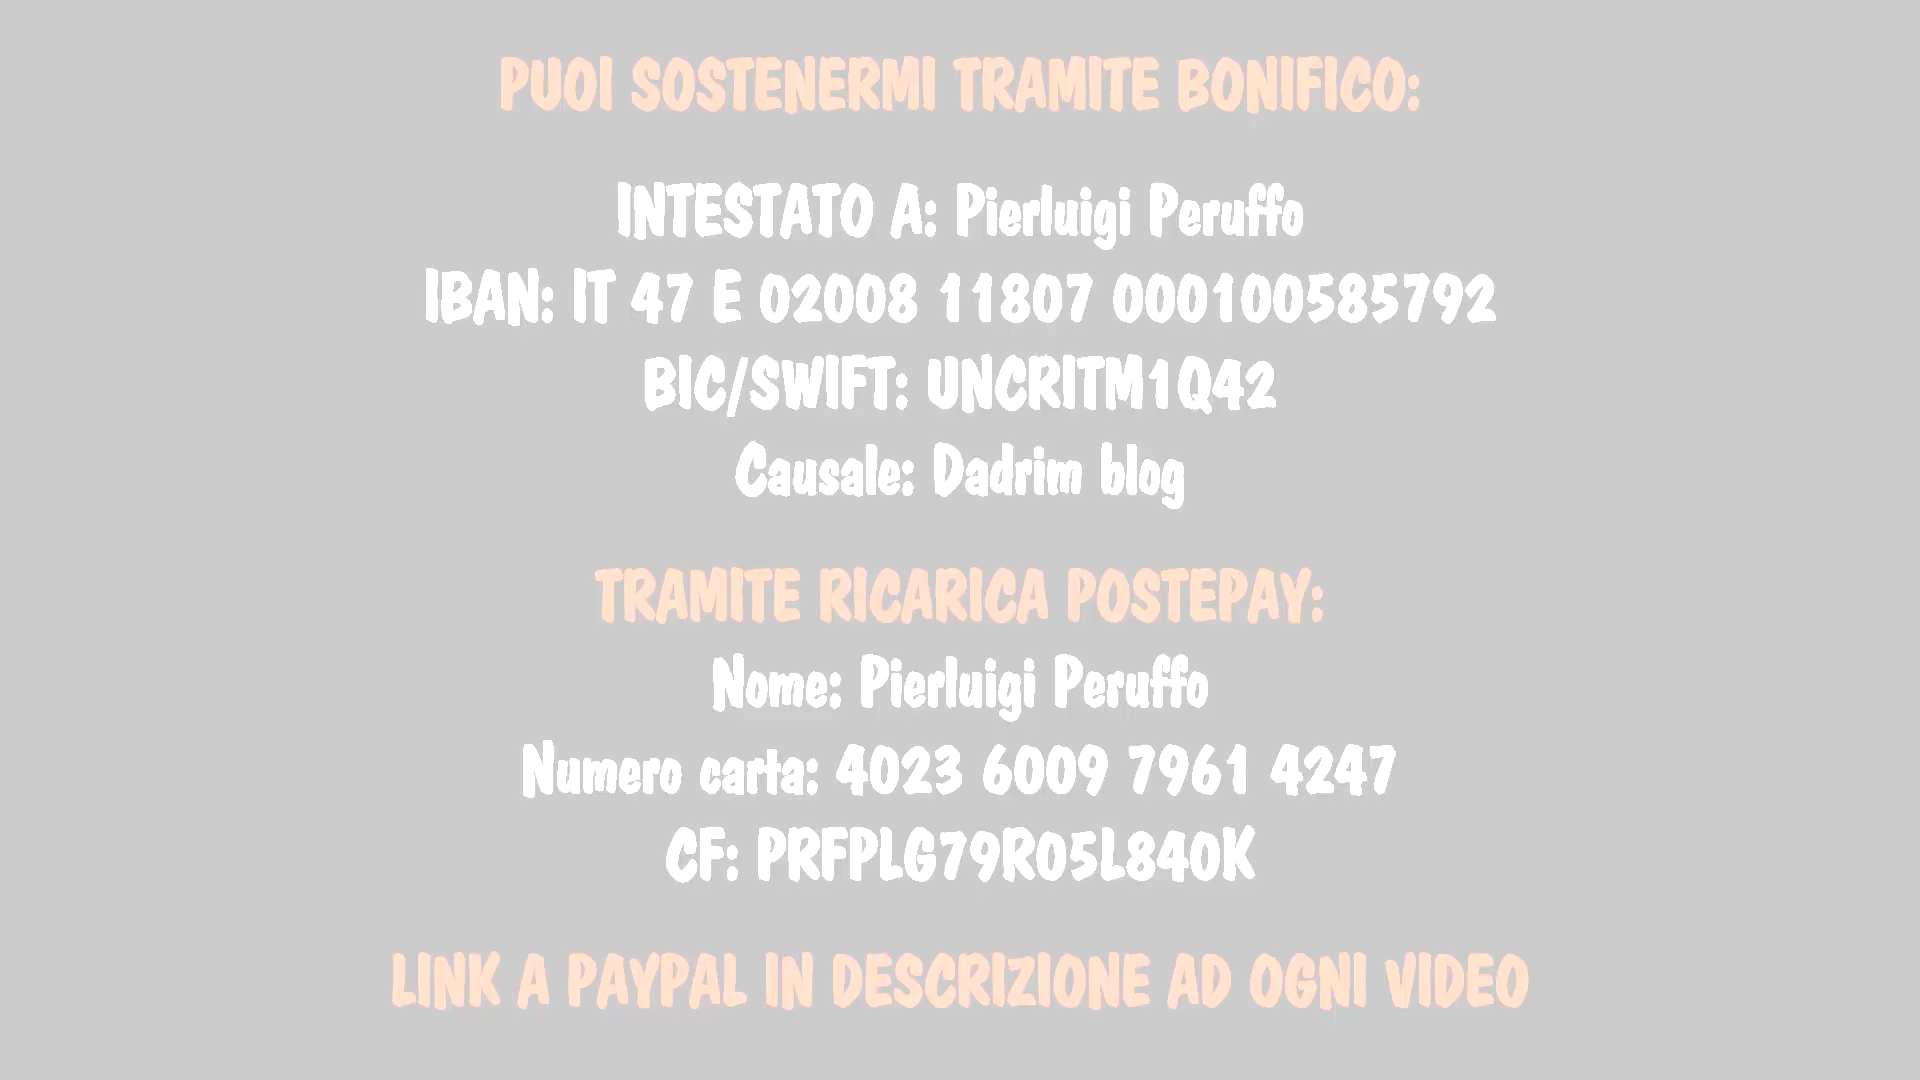 PUOI SOSTENERMI TRAMITE BONIFICO:
INTESTATO A: Pierluigi Peruffo
IBAN: IT 47 E 02008 11807 000100585792
BIC/SWIFT: UNCRITM1Q42
Causale: Dadrim blog
TRAMITE RICARICA POSTEPAY:
Nome: Pierluigi Peruffo
Numero carta: 4023 6009 7961 4247
CF: PRFPLG79R05L840K
LINK A PAYPAL IN DESCRIZIONE AD OGNI VIDEO